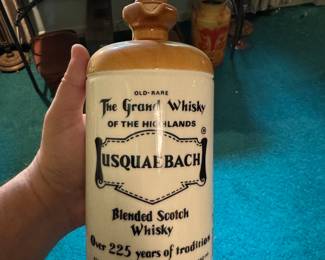 OLD-RARE
The Grand Whisky
OF THE HIGHLANDS
®
USQUAEBACH
Blended Scotch
Whisky
Over 225 years of tradition